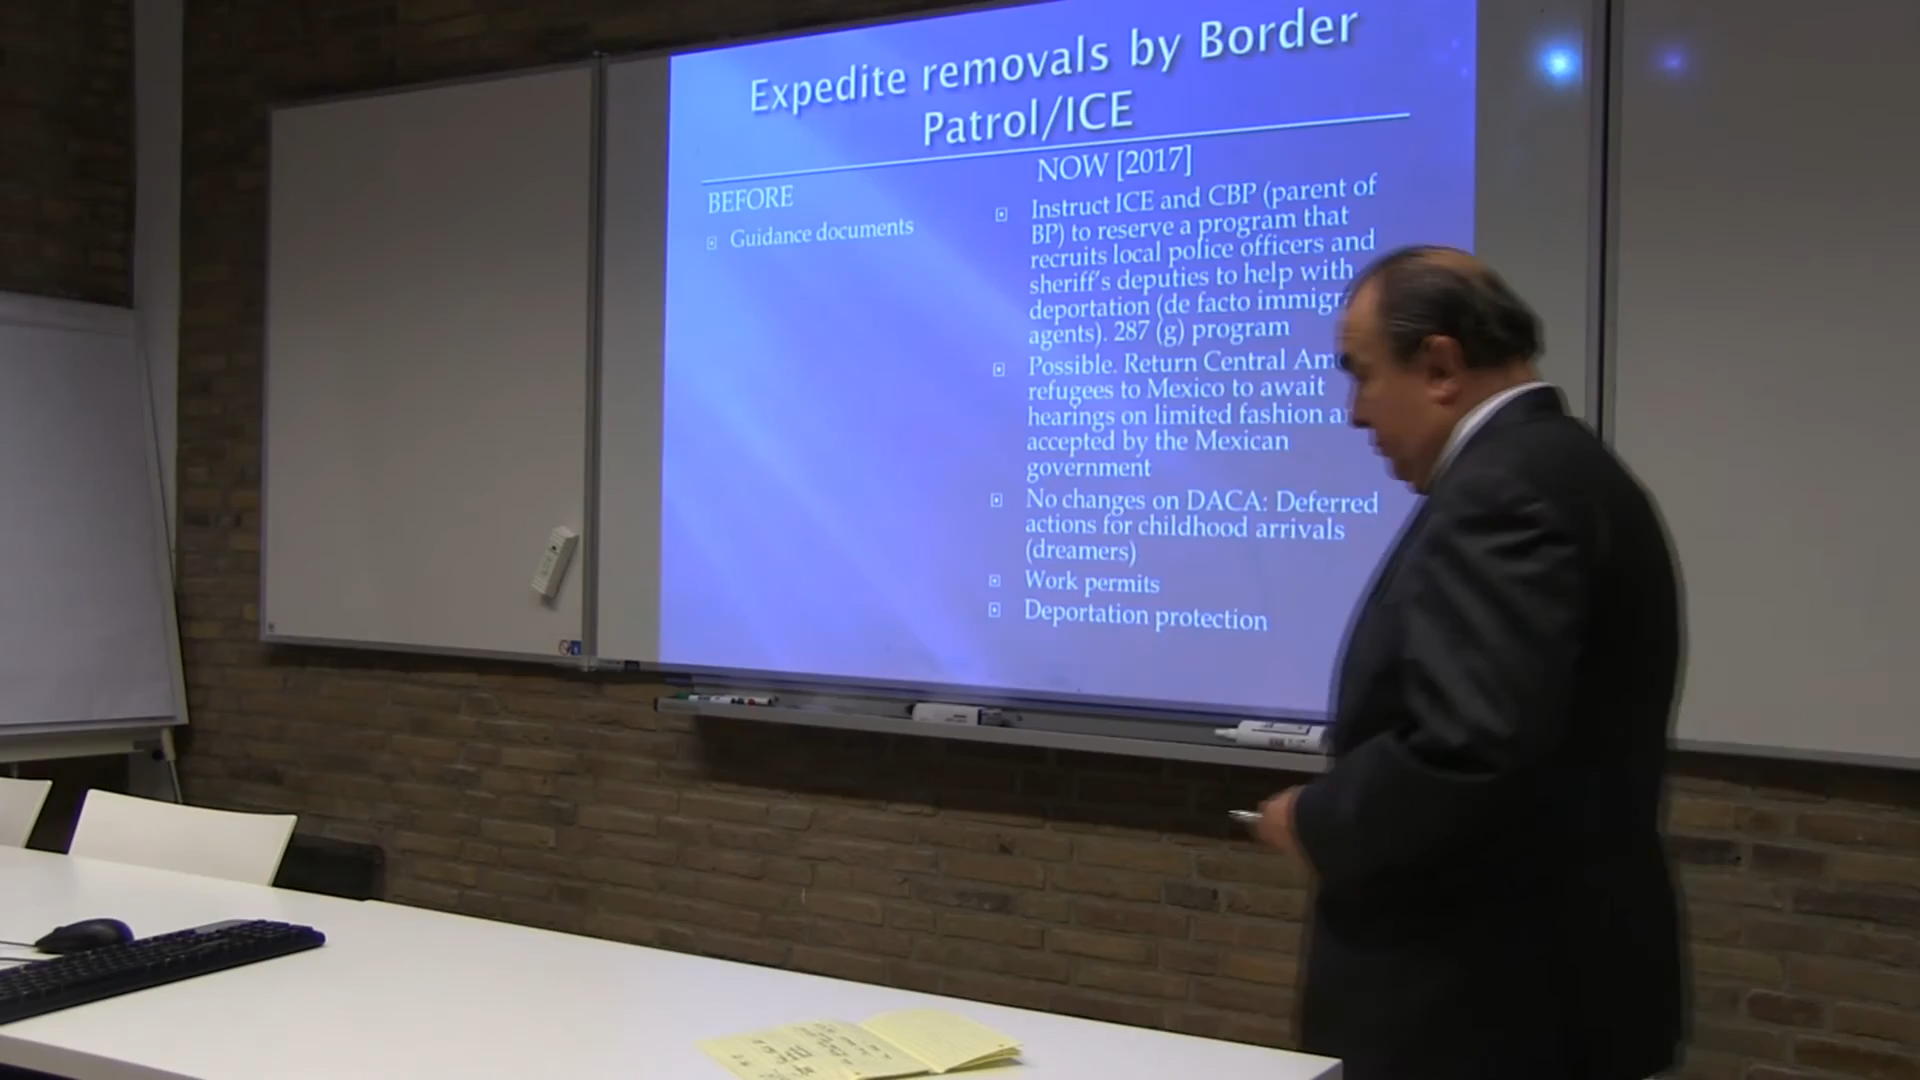 Expedite removals by Border
Patrol/ICE
BEFORE
Guidance documents
NOW [2017]
Instruct ICE and CBP (parent of
BP) to reserve a program that
recruits local police officers and
sheriff's deputies to help with
deportation (de facto
agents). 287 (g) program
Possible. Return Central
refugees to Mexico to await
hearings on limited fashion
accepted by the Mexican
government
No changes on DACA: Deferred
actions for childhood arrivals
(dreamers)
Work permits
Deportation protection